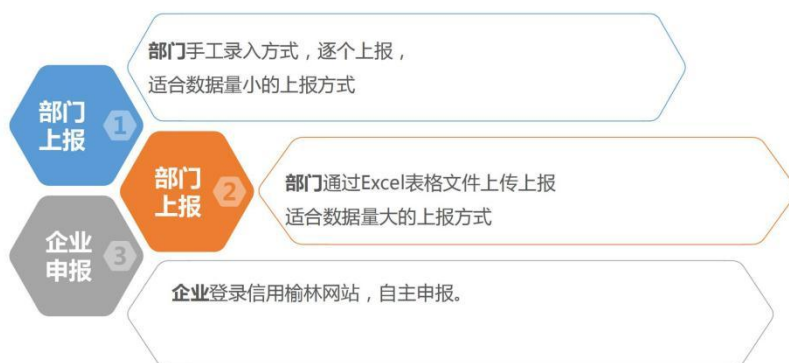 部门手工录入方式，逐个上报，
适合数据量小的上报方式
部门
上报
1
部门
上报
2
部门通过Excel表格文件上传上报
适合数据量大的上报方式
企业
申报
3
企业登录信用榆林网站，自主申报。